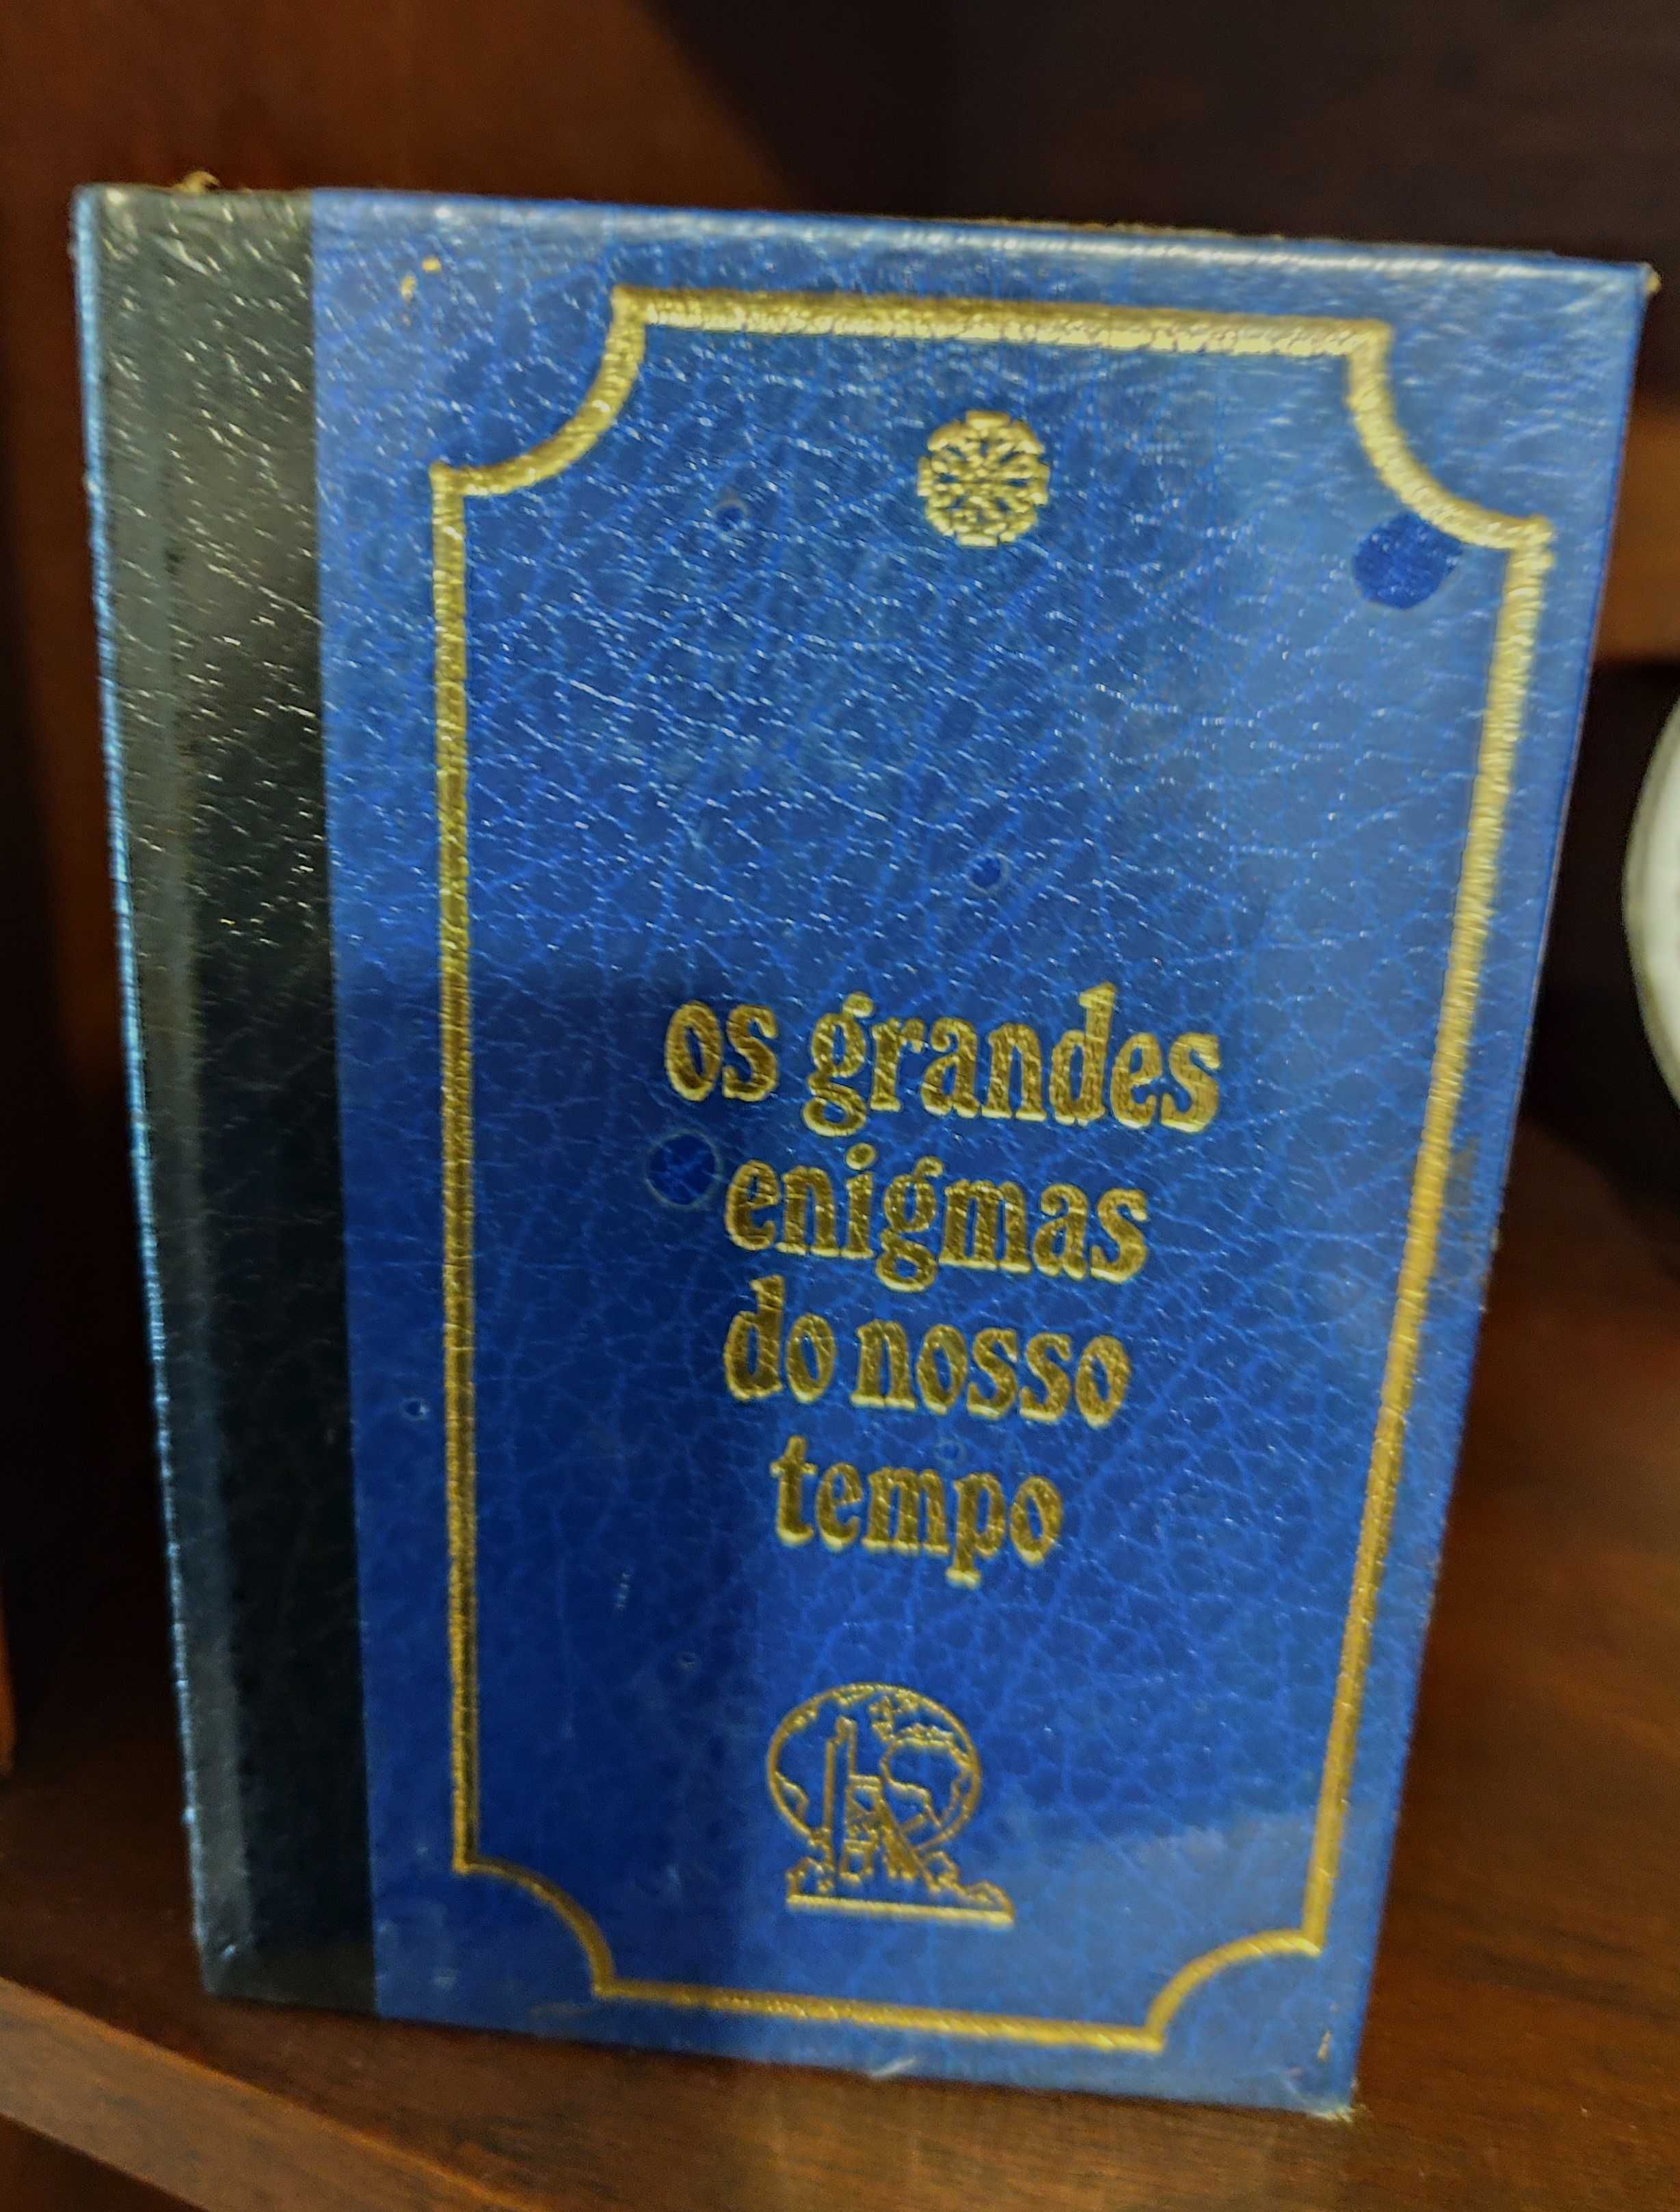 os grandes
enigmas
do nosso
tempo